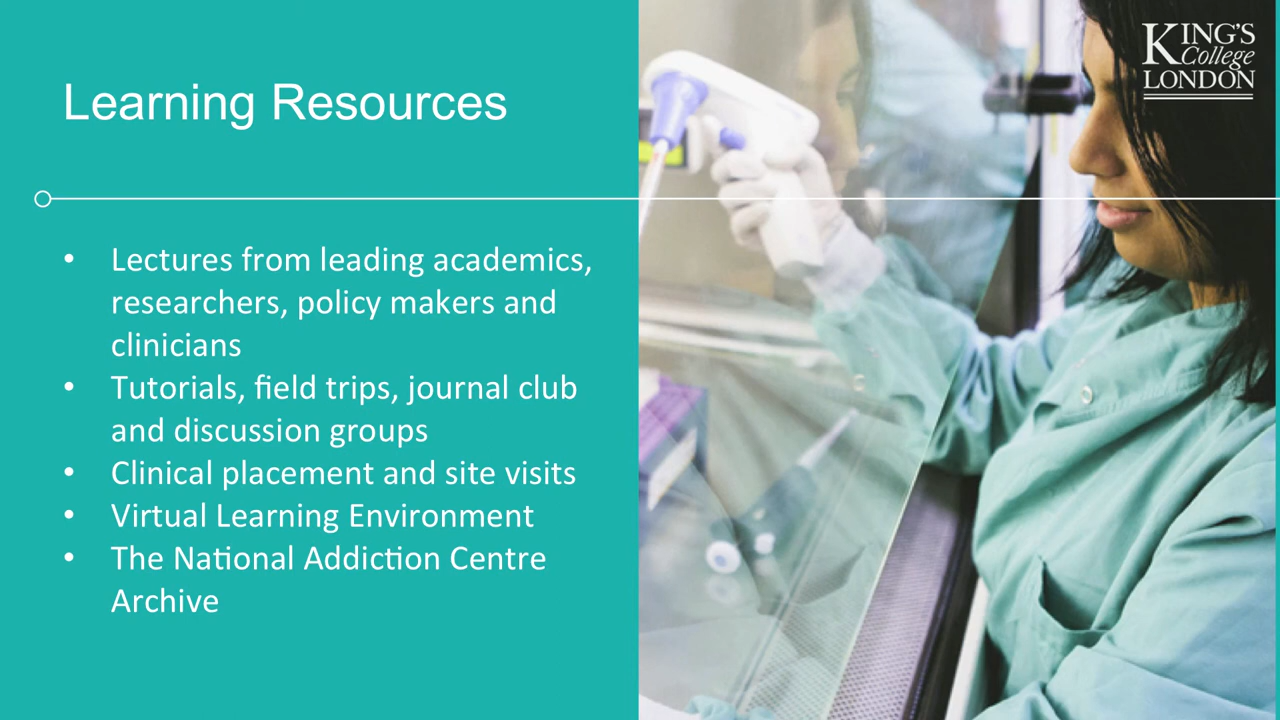 KING'S
College
LONDON
Learning Resources
• Lectures from leading academics,
researchers, policy makers and
clinicians
• Tutorials, field trips, journal club
and discussion groups
• Clinical placement and site visits
• Virtual Learning Environment
• The National Addiction Centre
Archive